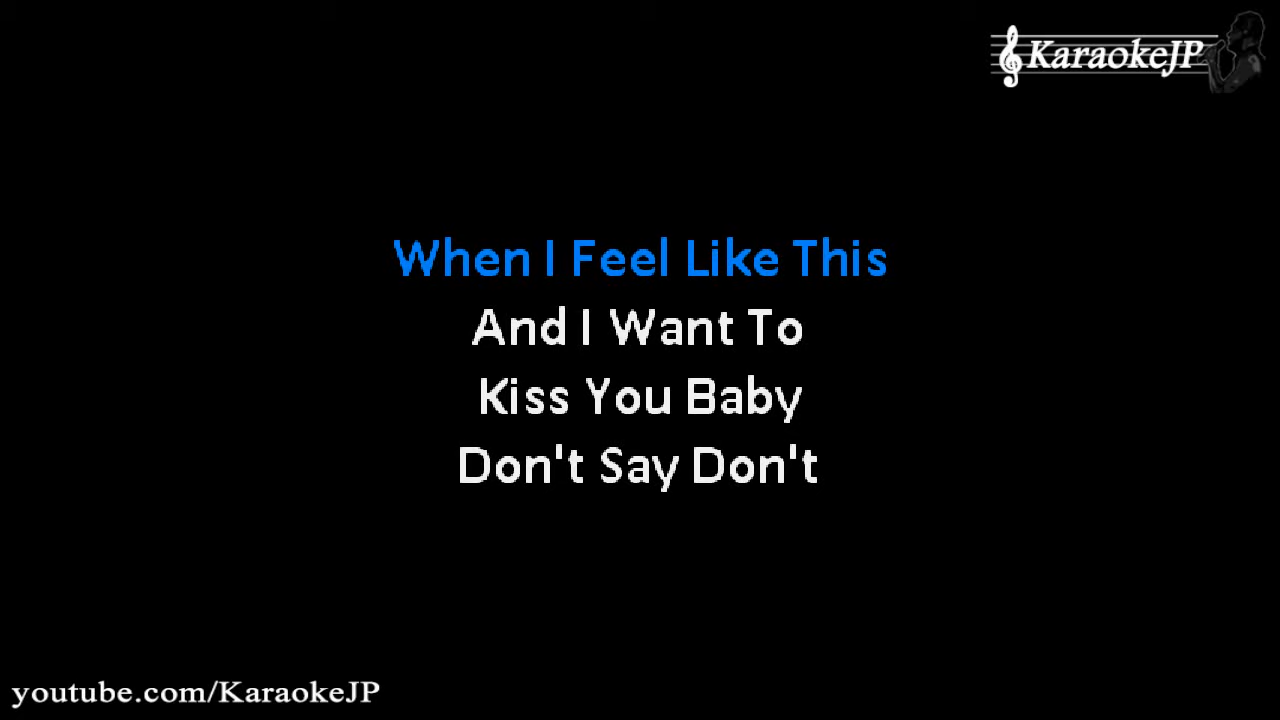 KaraokeJP
When I Feel Like This
And I Want To
Kiss You Baby
Don't Say Don't
youtube.com/KaraokeJP